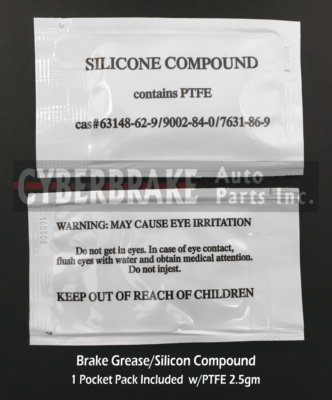 SILICONE COMPOUND
contains PTFE
cas#63148-62-9/9002-84-0/7631-86-9
CYBERBRAKE Auto Parts Inc.
WARNING: MAY CAUSE EYE IRRITATION
Do not get in eyes. In case of eye contact,
flush eyes with water and obtain medical attention.
Do not injest.
KEEP OUT OF REACH OF CHILDREN
Brake Grease/Silicon Compound
1 Pocket Pack Included w/PTFE 2.5gm